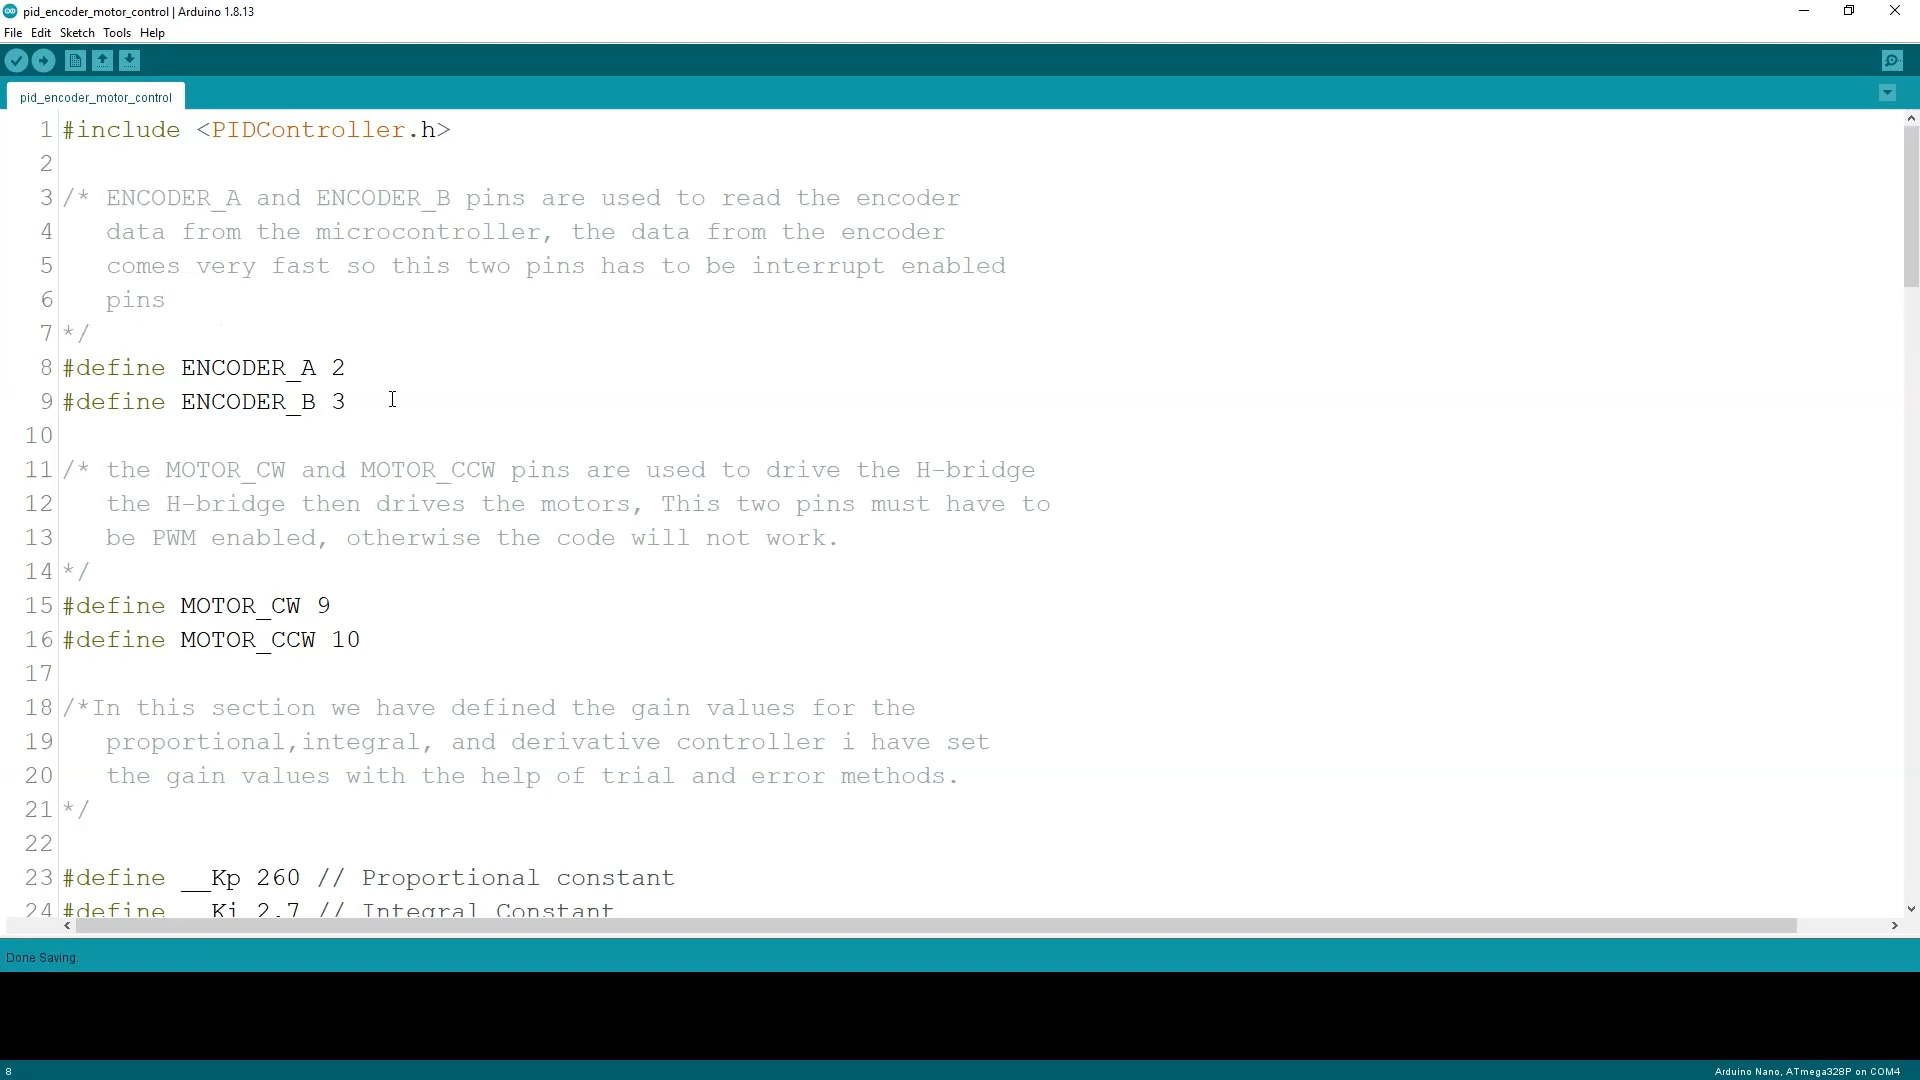 pid_encoder_motor_control | Arduino 1.8.13
File Edit Sketch Tools Help
pid_encoder_motor_control
1 #include <PIDController.h>
2
3 /* ENCODER_A and ENCODER_B pins are used to read the encoder
4 data from the microcontroller, the data from the encoder
5 comes very fast so this two pins has to be interrupt enabled
6 pins
7 */
8 #define ENCODER_A 2
9 #define ENCODER_B 3
10
11 /* the MOTOR_CW and MOTOR_CCW pins are used to drive the H-bridge
12 the H-bridge then drives the motors, This two pins must have to
13 be PWM enabled, otherwise the code will not work.
14 */
15 #define MOTOR_CW 9
16 #define MOTOR_CCW 10
17
18 /*In this section we have defined the gain values for the
19 proportional,integral, and derivative controller i have set
20 the gain values with the help of trial and error methods.
21 */
22
23 #define __Kp 260 // Proportional constant
24 #define __Ki 2.7 // Integral Constant
Done Saving.
8
Arduino Nano, ATmega328P on COM4